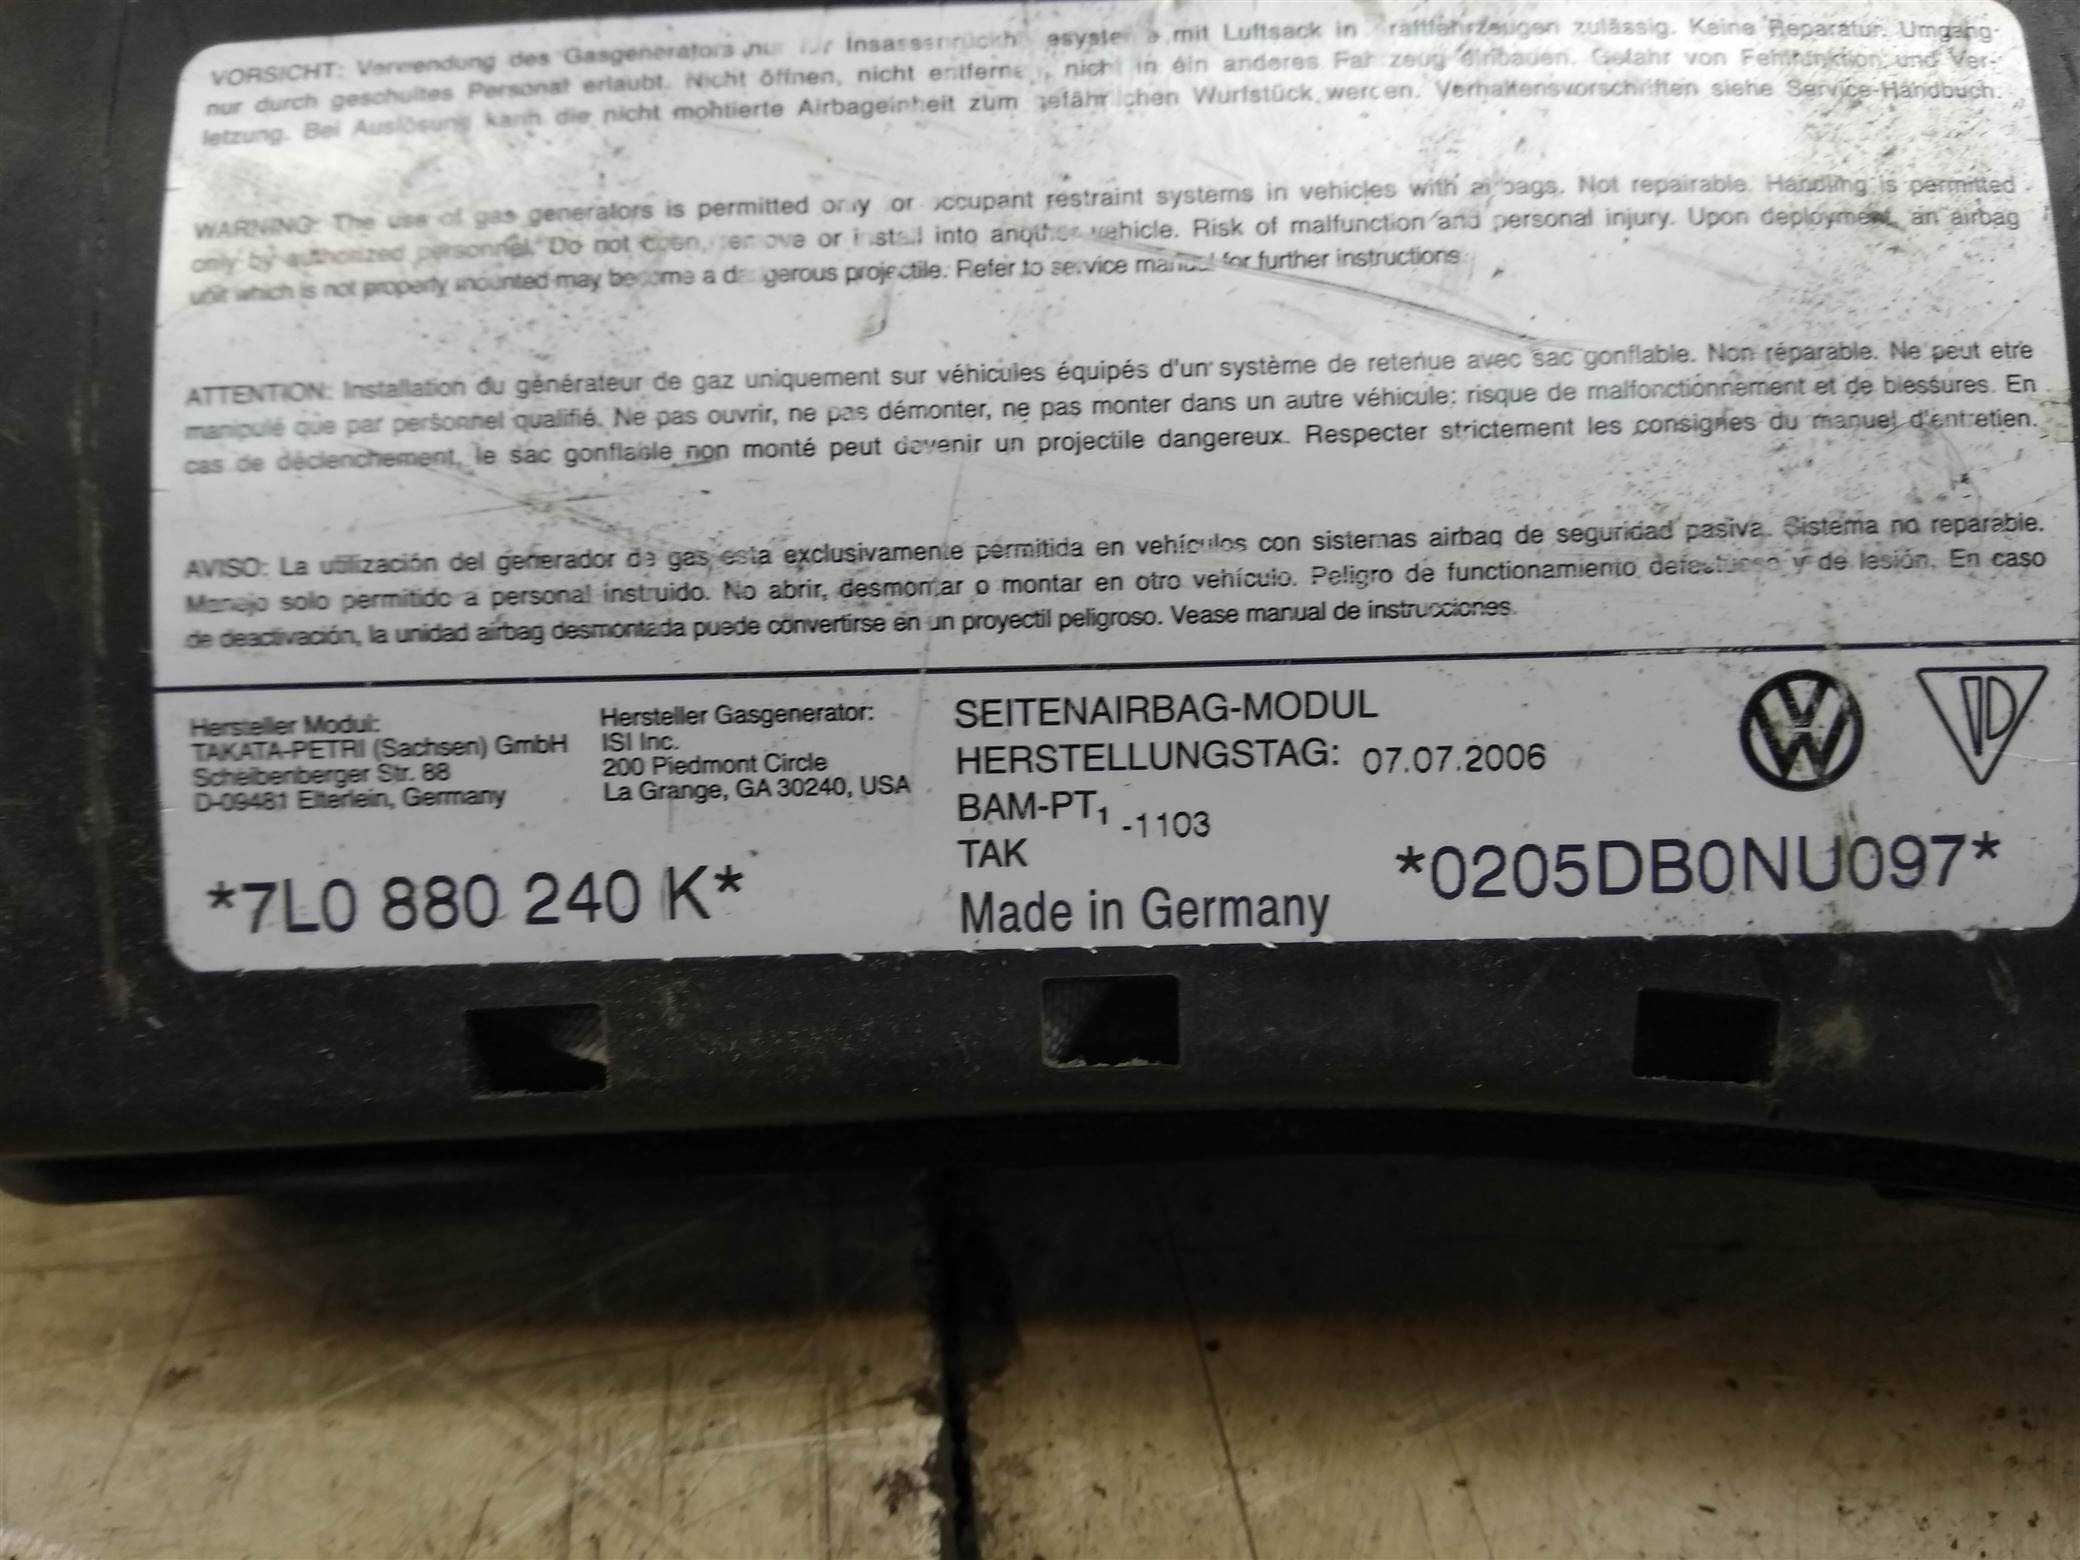 VORSICHT: Verwendung des Gasgenerators nur für Insassenrückh esysteme mit Luftsack in raftfahrzeugen zulässig. Keine Reparatur. Umgang
nur durch geschultes Personal erlaubt. Nicht öffnen, nicht entfernen, nicht in ein anderes Fahrzeug einbauen. Gefahr von Fehlfunktion und Ver-
letzung. Bei Auslösung kann die nicht montierte Airbageinheit zum gefährlichen Wurfstück werden. Verhaltensvorschriften siehe Service-Handbuch.
WARNING: The use of gas generators is permitted only for occupant restraint systems in vehicles with airbags. Not repairable. Handling is permitted
only by authorized personnel. Do not open, remove or install into another vehicle. Risk of malfunction and personal injury. Upon deployment, an airbag
unit which is not properly mounted may become a dangerous projectile. Refer to service manual for further instructions.
ATTENTION: Installation du générateur de gaz uniquement sur véhicules équipés d'un système de retenue avec sac gonflable. Non réparable. Ne peut etre
manipulé que par personnel qualifié. Ne pas ouvrir, ne pas démonter, ne pas monter dans un autre véhicule: risque de malfonctionnement et de blessures. En
cas de déclenchement, le sac gonflable non monté peut devenir un projectile dangereux. Respecter strictement les consignes du manuel d'entretien.
AVISO: La utilización del generador de gas esta exclusivamente permitida en vehículos con sistemas airbag de seguridad pasiva. Sistema no reparable.
Manejo solo permitido a personal instruido. No abrir, desmontar o montar en otro vehículo. Peligro de functionamiento defectuoso y de lesión. En caso
de deactivación, la unidad airbag desmontada puede convertirse en un proyectil peligroso. Vease manual de instrucciones.
Hersteller Modul:
TAKATA-PETRI (Sachsen) GmbH
Scheibenberger Str. 88
D-09481 Elterlein, Germany
Hersteller Gasgenerator:
ISI Inc.
200 Piedmont Circle
La Grange, GA 30240, USA
*7L0 880 240 K*
SEITENAIRBAG-MODUL
HERSTELLUNGSTAG: 07.07.2006
BAM-PT1 -1103
TAK
Made in Germany
VW
*0205DB0NU097*